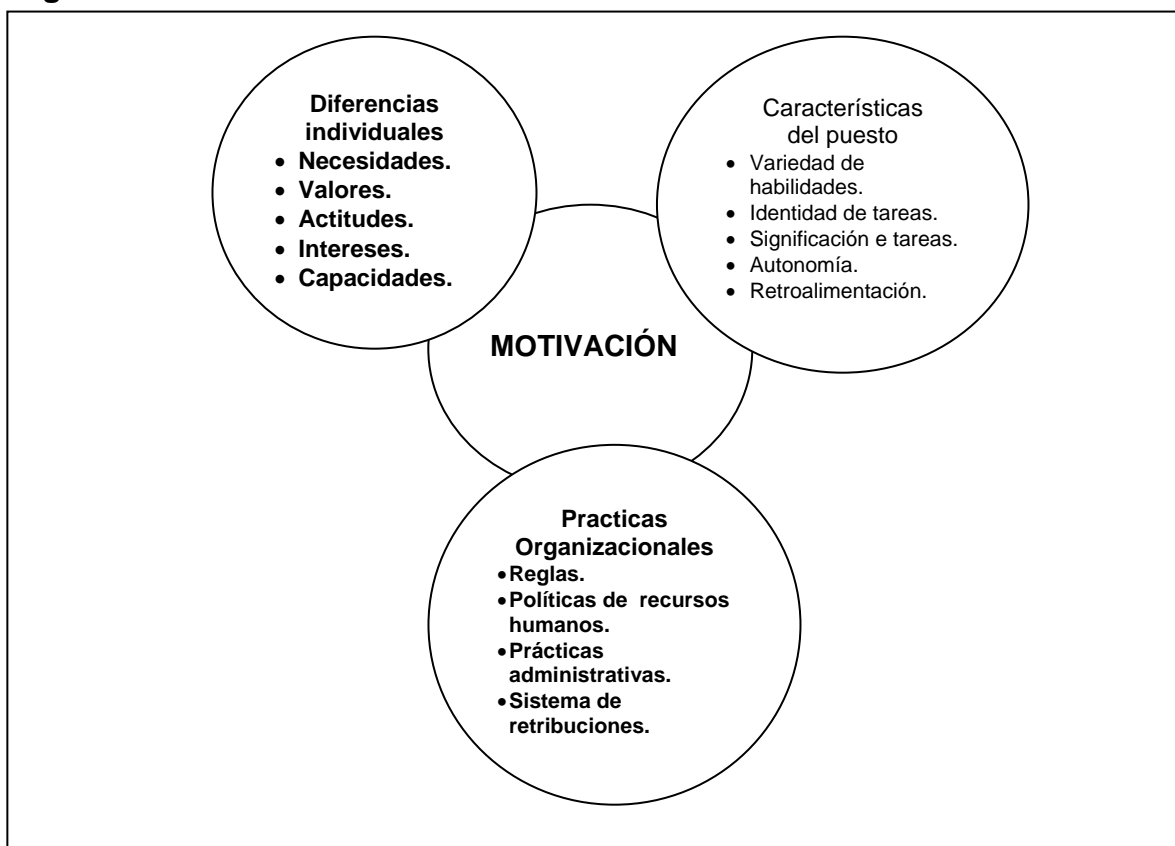 Diferencias
individuales
• Necesidades.
• Valores.
• Actitudes.
• Intereses.
• Capacidades.
Características
del puesto
• Variedad de
habilidades.
• Identidad de tareas.
• Significación e tareas.
• Autonomía.
• Retroalimentación.
MOTIVACIÓN
Practicas
Organizacionales
• Reglas.
• Políticas de recursos
humanos.
• Prácticas
administrativas.
• Sistema de
retribuciones.